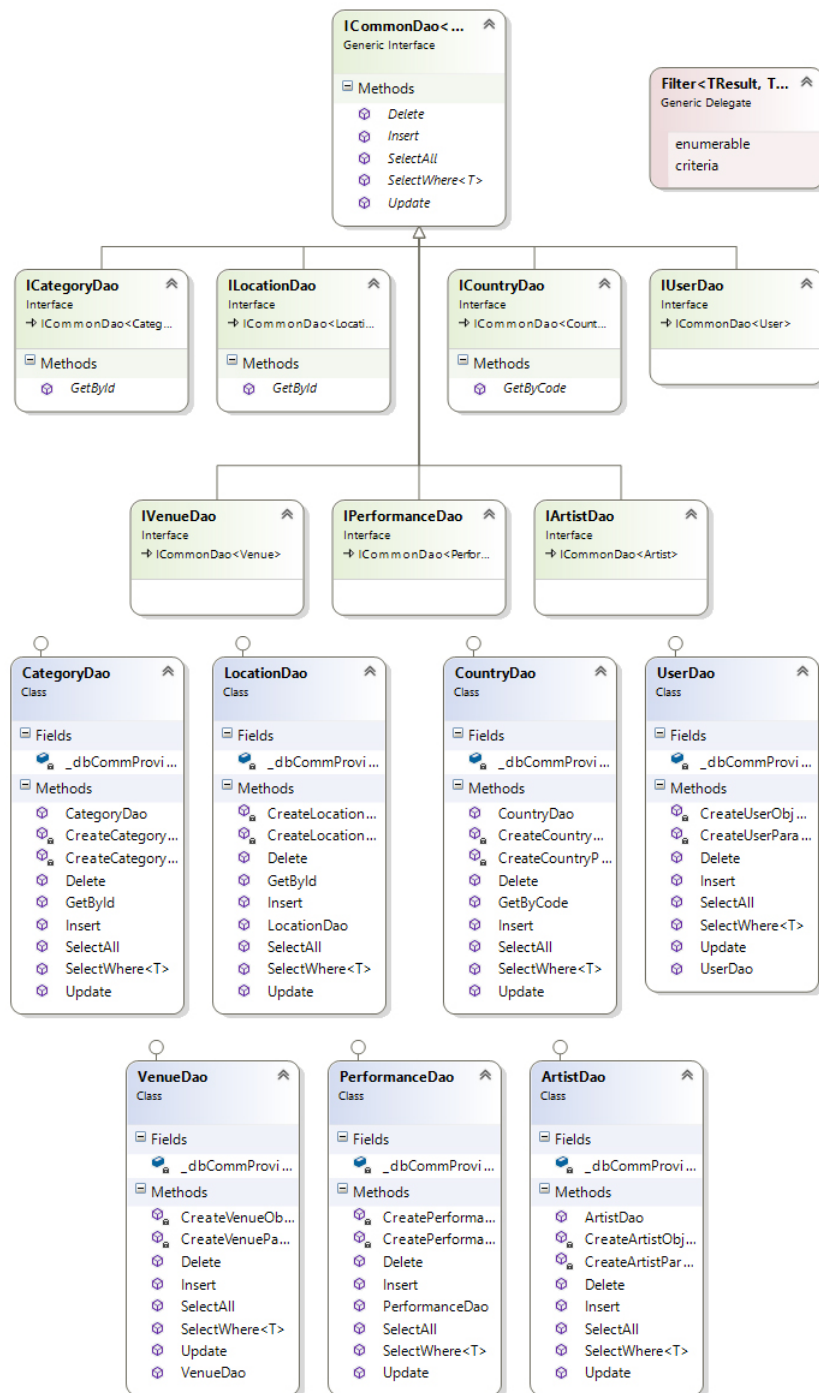 ICommonDao<...
Generic Interface
Methods
Delete
Insert
SelectAll
SelectWhere<T>
Update
Filter<TResult, T...
Generic Delegate
enumerable
criteria
ICategoryDao
Interface
ICommonDao<Categ...
Methods
GetById
ILocationDao
Interface
ICommonDao<Locati...
Methods
GetById
ICountryDao
Interface
ICommonDao<Count...
Methods
GetByCode
IUserDao
Interface
ICommonDao<User>
IVenueDao
Interface
ICommonDao<Venue>
IPerformanceDao
Interface
ICommonDao<Perfor...
IArtistDao
Interface
ICommonDao<Artist>
CategoryDao
Class
Fields
_dbCommProvi...
Methods
CategoryDao
CreateCategory...
CreateCategory...
Delete
GetById
Insert
SelectAll
SelectWhere<T>
Update
LocationDao
Class
Fields
_dbCommProvi...
Methods
CreateLocation...
CreateLocation...
Delete
GetById
Insert
LocationDao
SelectAll
SelectWhere<T>
Update
CountryDao
Class
Fields
_dbCommProvi...
Methods
CountryDao
CreateCountry...
CreateCountryP...
Delete
GetByCode
Insert
SelectAll
SelectWhere<T>
Update
UserDao
Class
Fields
_dbCommProvi...
Methods
CreateUserObj...
CreateUserPara...
Delete
Insert
SelectAll
SelectWhere<T>
Update
UserDao
VenueDao
Class
Fields
_dbCommProvi...
Methods
CreateVenueOb...
CreateVenuePa...
Delete
Insert
SelectAll
SelectWhere<T>
Update
VenueDao
PerformanceDao
Class
Fields
_dbCommProvi...
Methods
CreatePerforma...
CreatePerforma...
Delete
Insert
PerformanceDao
SelectAll
SelectWhere<T>
Update
ArtistDao
Class
Fields
_dbCommProvi...
Methods
ArtistDao
CreateArtistObj...
CreateArtistPar...
Delete
Insert
SelectAll
SelectWhere<T>
Update